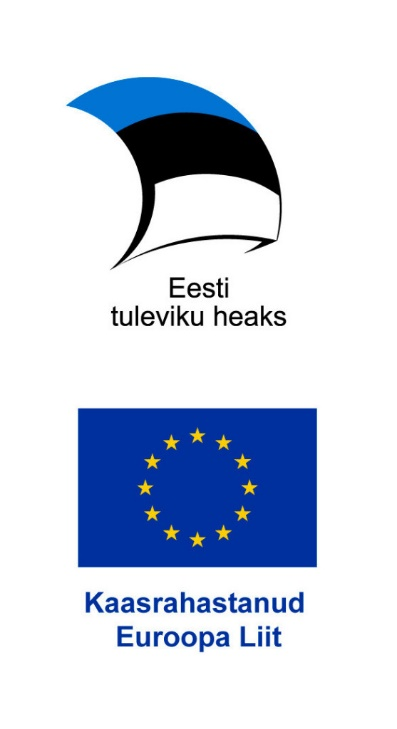 Eesti
tuleviku heaks
Kaasrahastanud
Euroopa Liit